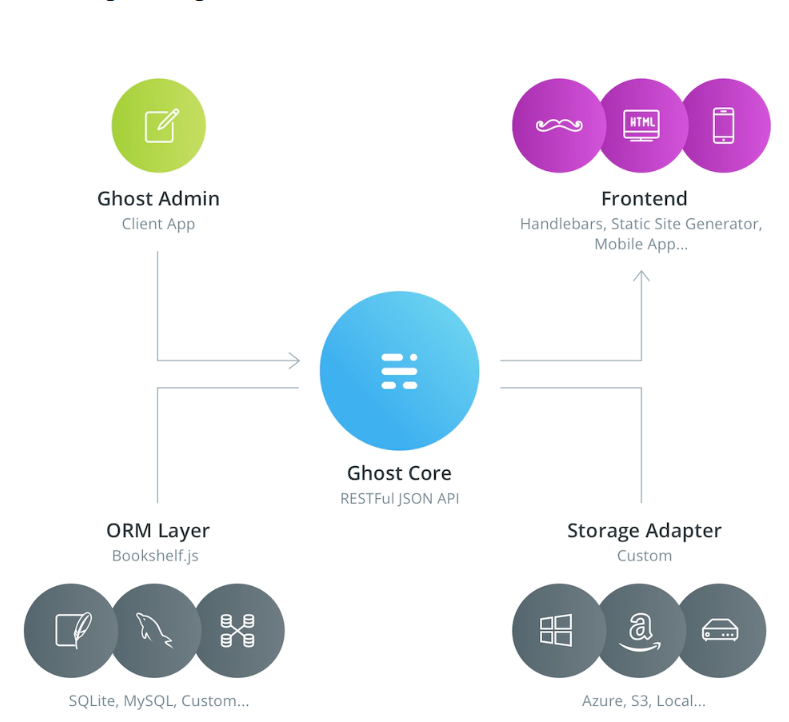 Ghost Admin
Client App
HTML
Frontend
Handlebars, Static Site Generator,
Mobile App...
Ghost Core
RESTFul JSON API
ORM Layer
Bookshelf.js
SQLite, MySQL, Custom...
Storage Adapter
Custom
a
Azure, S3, Local...